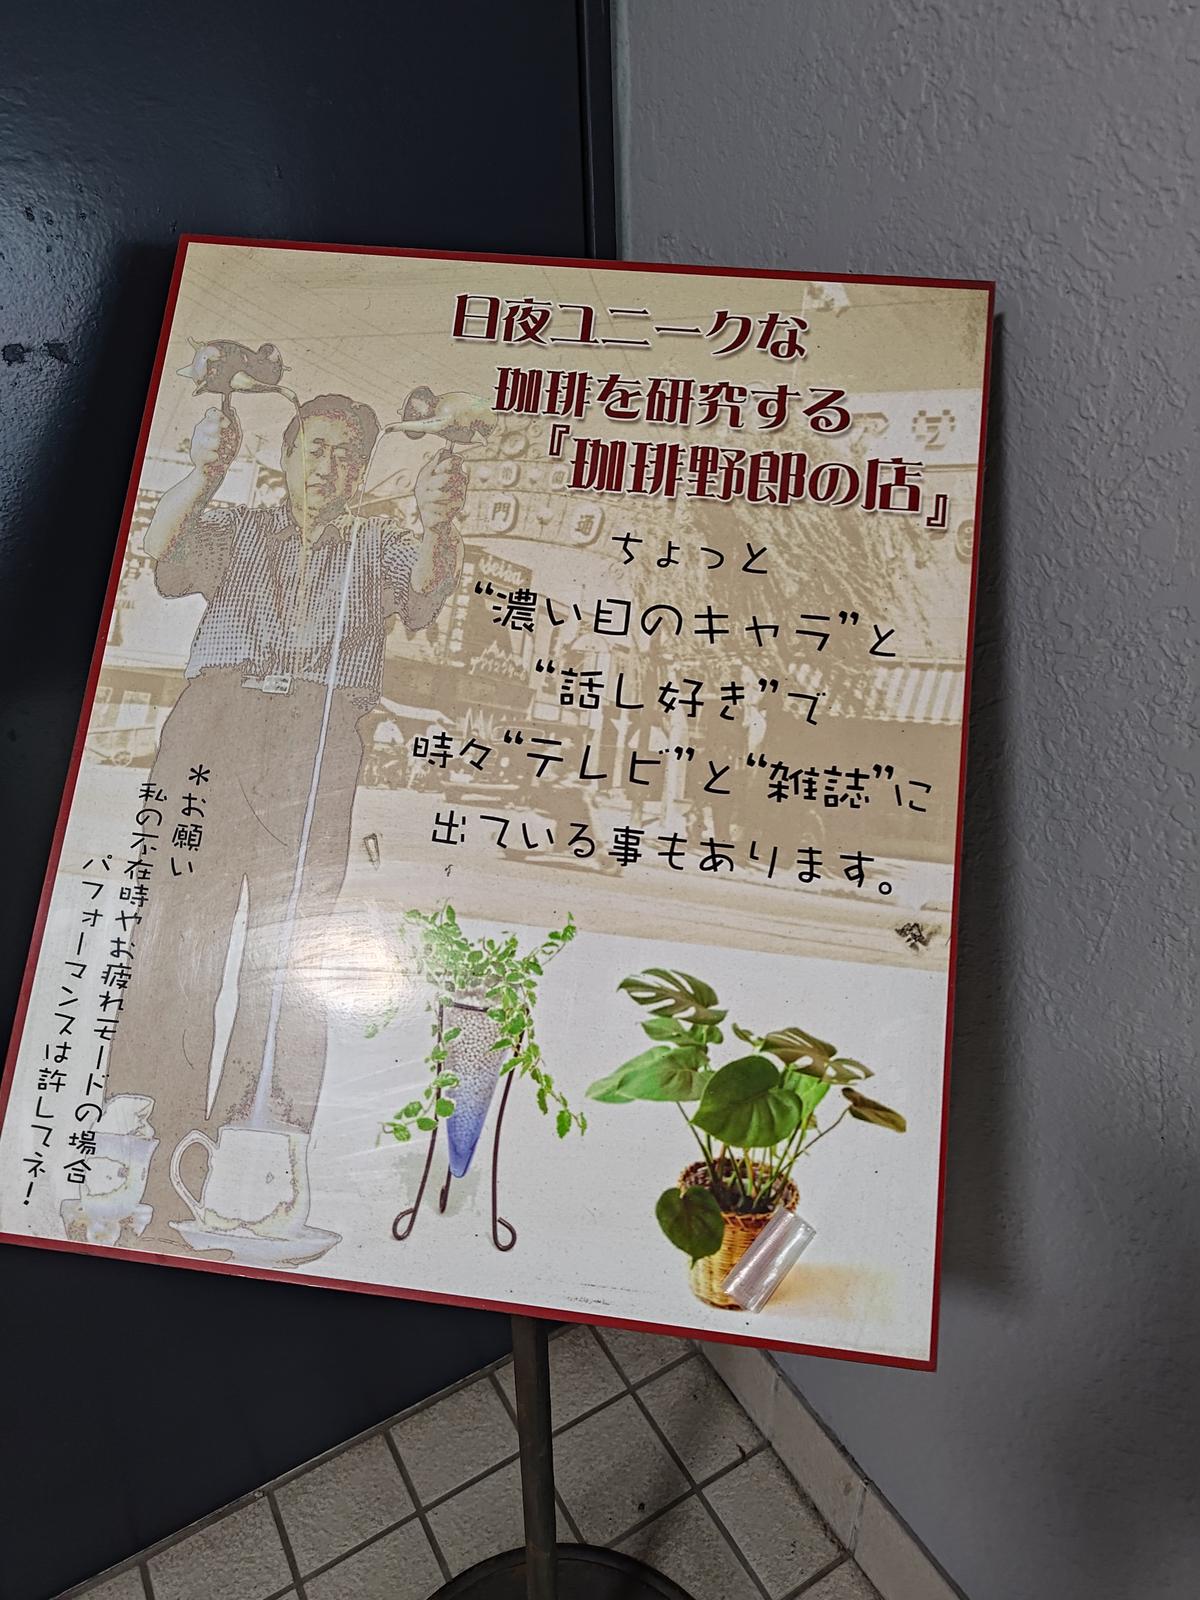 日夜ユニークな
珈琲を研究する
『珈琲野郎の店』
ちょっと
“濃い目のキャラ”と
“話し好き”で
時々“テレビ”と“雑誌”に
出ている事もあります。
＊お願い
私の不在時やお疲れモードの場合
パフォーマンスは許してネ！
門
通